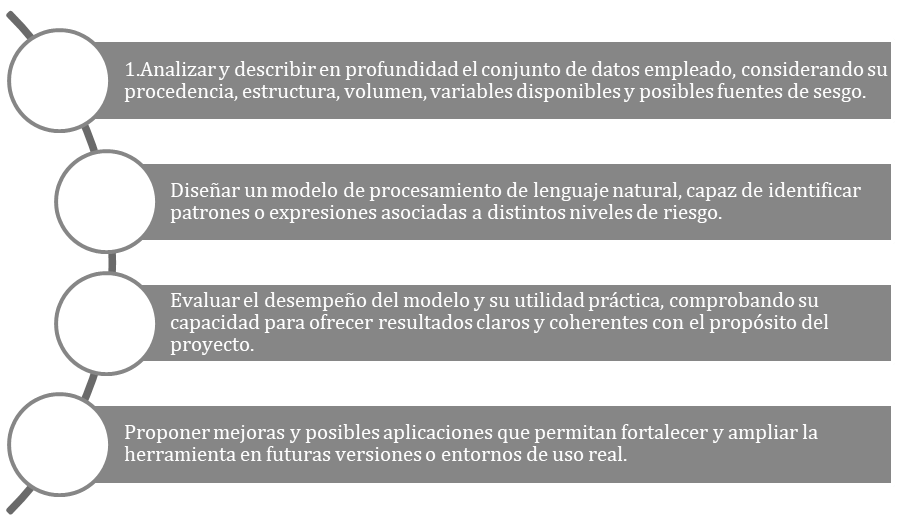 1.Analizar y describir en profundidad el conjunto de datos empleado, considerando su
procedencia, estructura, volumen, variables disponibles y posibles fuentes de sesgo.
Diseñar un modelo de procesamiento de lenguaje natural, capaz de identificar
patrones o expresiones asociadas a distintos niveles de riesgo.
Evaluar el desempeño del modelo y su utilidad práctica, comprobando su
capacidad para ofrecer resultados claros y coherentes con el propósito del
proyecto.
Proponer mejoras y posibles aplicaciones que permitan fortalecer y ampliar la
herramienta en futuras versiones o entornos de uso real.